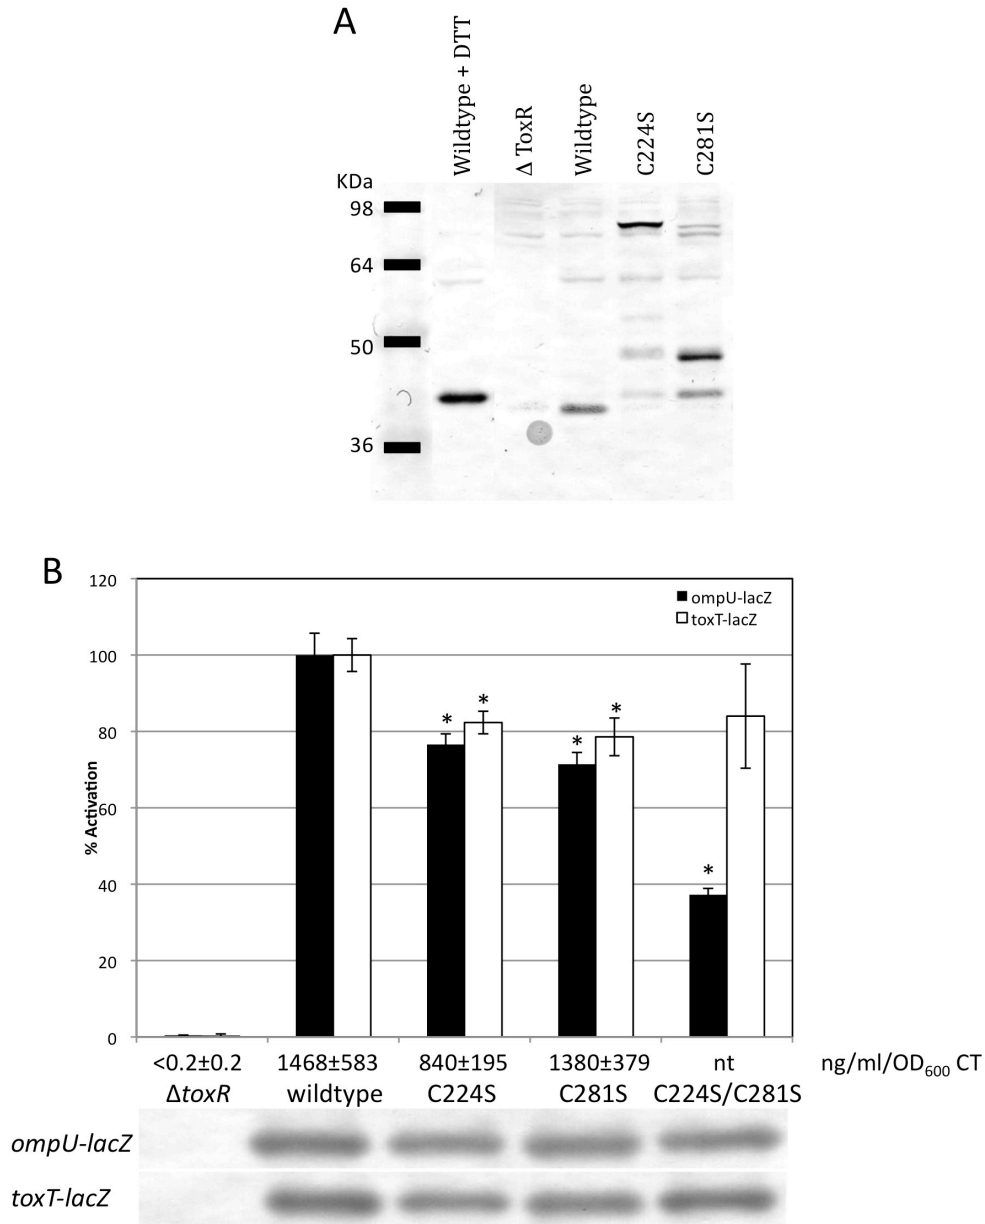 A
Wildtype + DTT
Δ ToxR
Wildtype
C224S
C281S
KDa
98
64
50
36
B
120
100
80
60
40
20
0
% Activation
ompU-lacZ
toxT-lacZ
* *
* *
*
<0.2±0.2 1468±583 840±195 1380±379 nt ng/ml/OD600 CT
ΔtoxR wildtype C224S C281S C224S/C281S
ompU-lacZ
toxT-lacZ